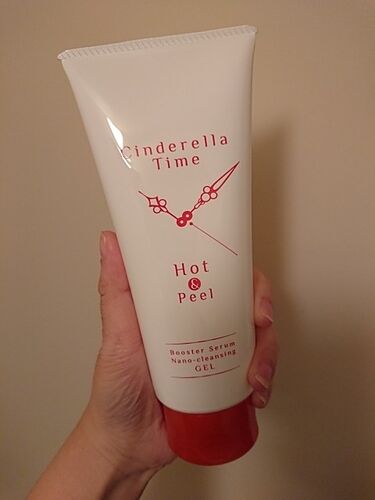 Cinderella
Time
Hot
&
Peel
Booster Serum
Nano-cleansing
GEL